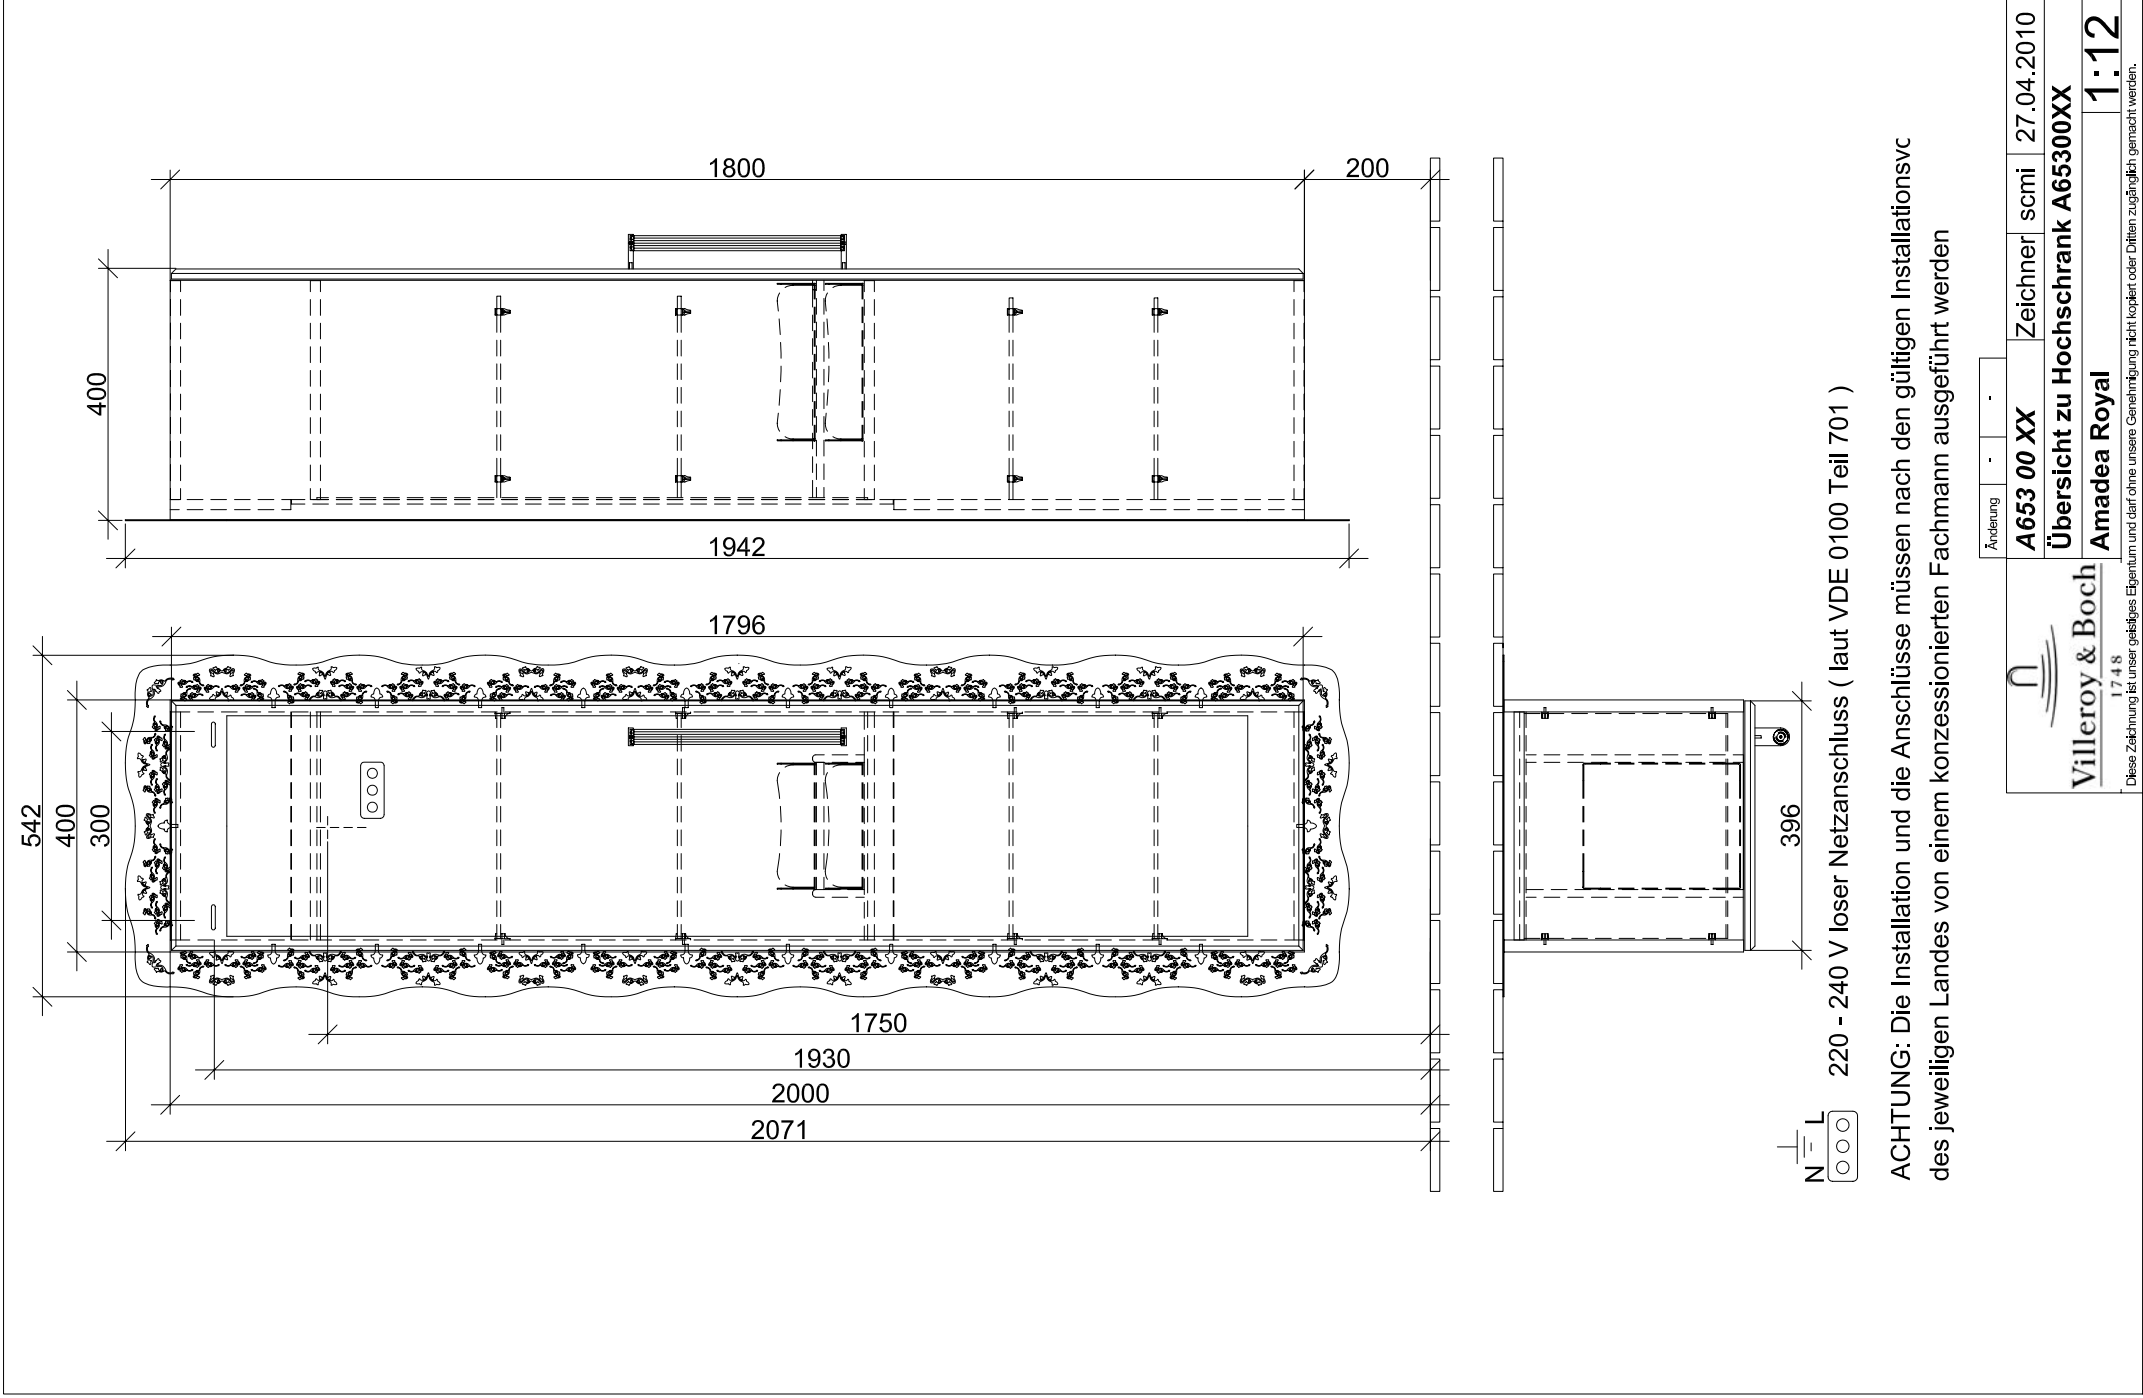 1800
200
400
1942
1796
542
400
300
1750
1930
2000
2071
396
N L
220 - 240 V loser Netzanschluss ( laut VDE 0100 Teil 701 )
ACHTUNG: Die Installation und die Anschlüsse müssen nach den gültigen Installationsvo
des jeweiligen Landes von einem konzessionierten Fachmann ausgeführt werden
Änderung - -
A653 00 XX Zeichner scmi 27.04.2010
Übersicht zu Hochschrank A65300XX
Amadea Royal 1:12
Villeroy & Boch
1748
Diese Zeichnung ist unser geistiges Eigentum und darf ohne unsere Genehmigung nicht kopiert oder Dritten zugänglich gemacht werden.